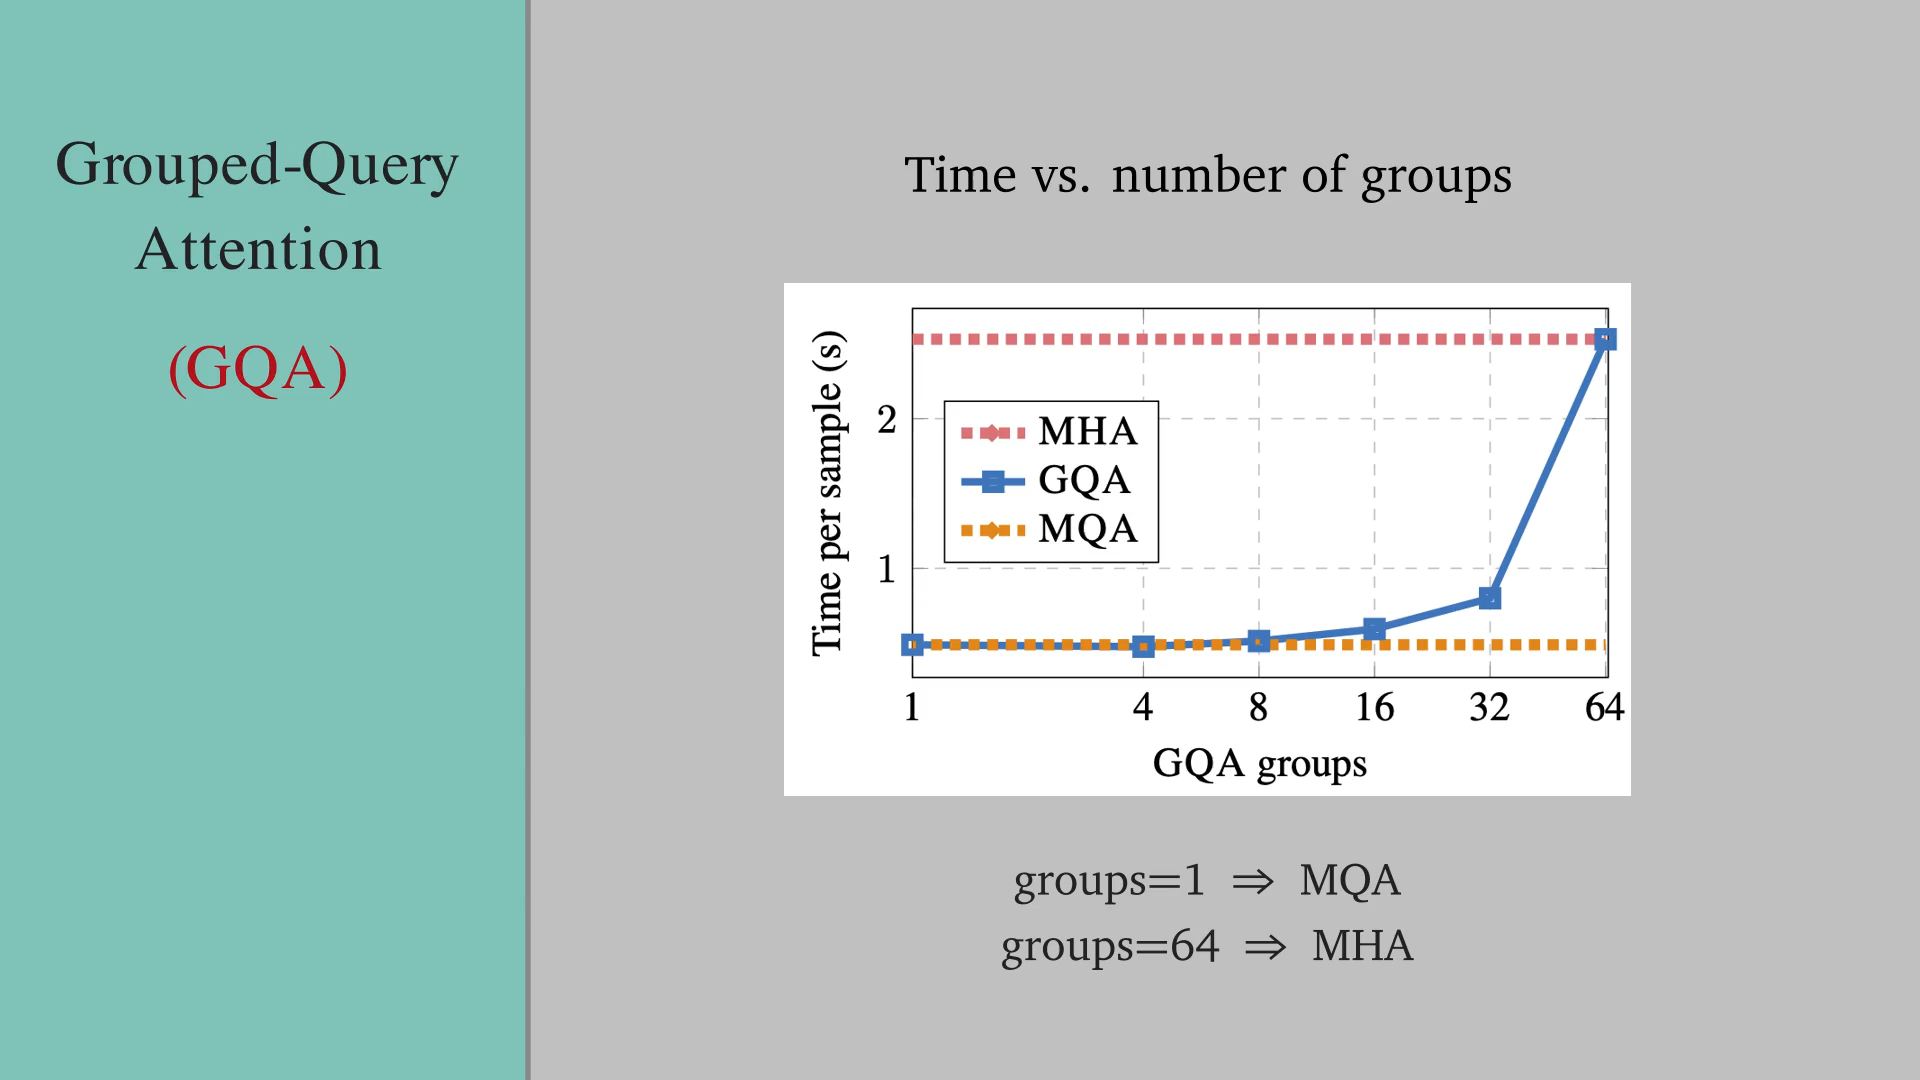 Grouped-Query
Attention
(GQA)
Time vs. number of groups
Time per sample (s)
2
1
MHA
GQA
MQA
1 4 8 16 32 64
GQA groups
groups=1 ⇒ MQA
groups=64 ⇒ MHA